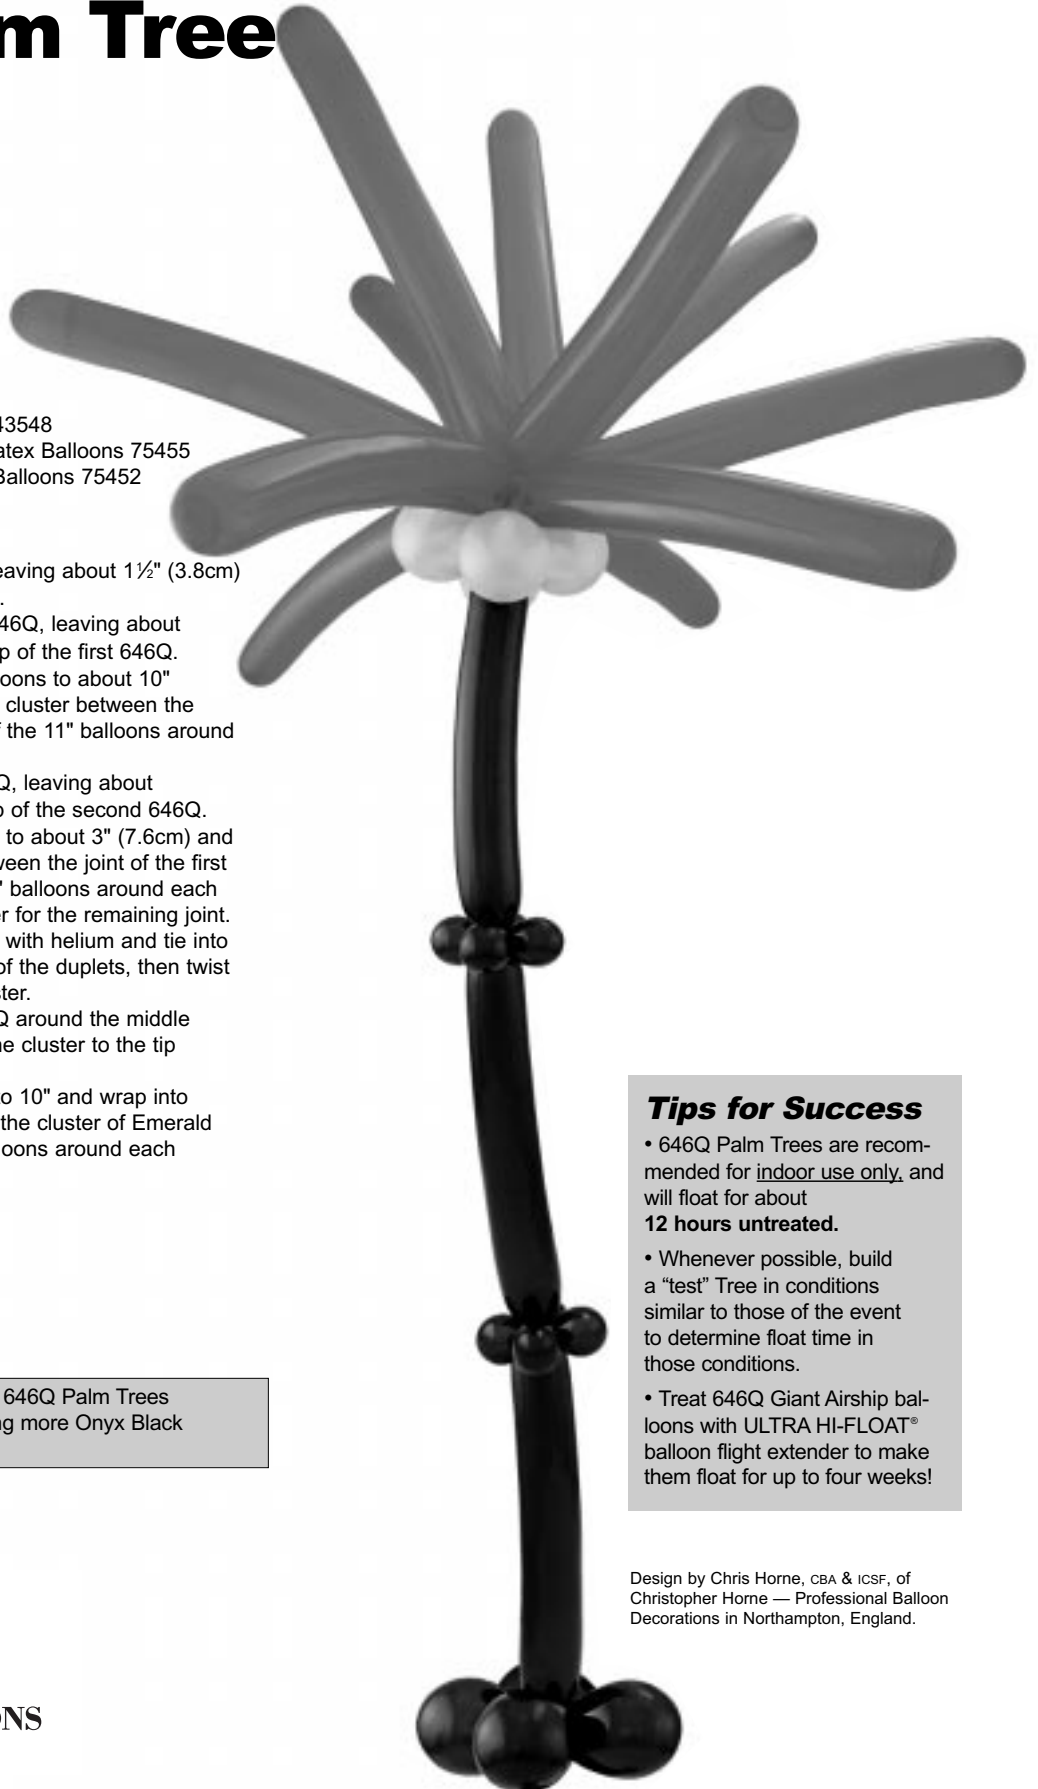 m Tree
43548
atex Balloons 75455
Balloons 75452
eaving about 1½" (3.8cm)
.
46Q, leaving about
p of the first 646Q.
oons to about 10"
cluster between the
f the 11" balloons around
Q, leaving about
o of the second 646Q.
to about 3" (7.6cm) and
ween the joint of the first
" balloons around each
er for the remaining joint.
with helium and tie into
of the duplets, then twist
ster.
Q around the middle
ne cluster to the tip
to 10" and wrap into
the cluster of Emerald
loons around each
646Q Palm Trees
ng more Onyx Black
ONS
Tips for Success
• 646Q Palm Trees are recom-
mended for indoor use only, and
will float for about
12 hours untreated.
• Whenever possible, build
a “test” Tree in conditions
similar to those of the event
to determine float time in
those conditions.
• Treat 646Q Giant Airship bal-
loons with ULTRA HI-FLOAT®
balloon flight extender to make
them float for up to four weeks!
Design by Chris Horne, CBA & ICSF, of
Christopher Horne — Professional Balloon
Decorations in Northampton, England.